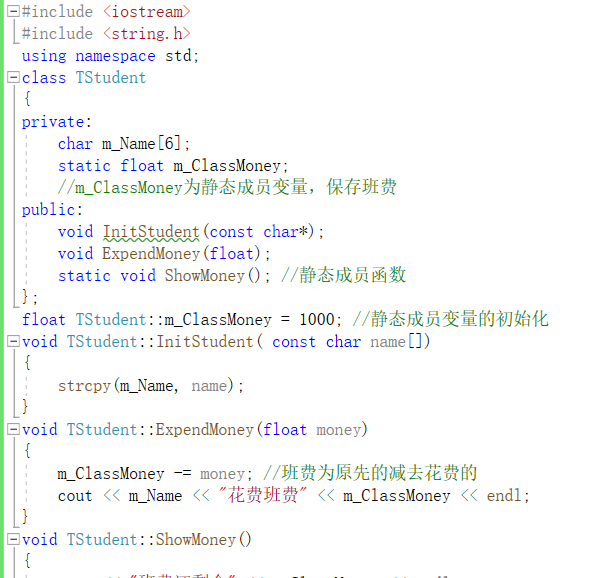 #include <iostream>
#include <string.h>
using namespace std;
class TStudent
{
private:
    char m_Name[6];
    static float m_ClassMoney;
    //m_ClassMoney为静态成员变量，保存班费
public:
    void InitStudent(const char*);
    void ExpendMoney(float);
    static void ShowMoney(); //静态成员函数
};
float TStudent::m_ClassMoney = 1000; //静态成员变量的初始化
void TStudent::InitStudent( const char name[])
{
    strcpy(m_Name, name);
}
void TStudent::ExpendMoney(float money)
{
    m_ClassMoney -= money; //班费为原先的减去花费的
    cout << m_Name << "花费班费" << m_ClassMoney << endl;
}
void TStudent::ShowMoney()
{